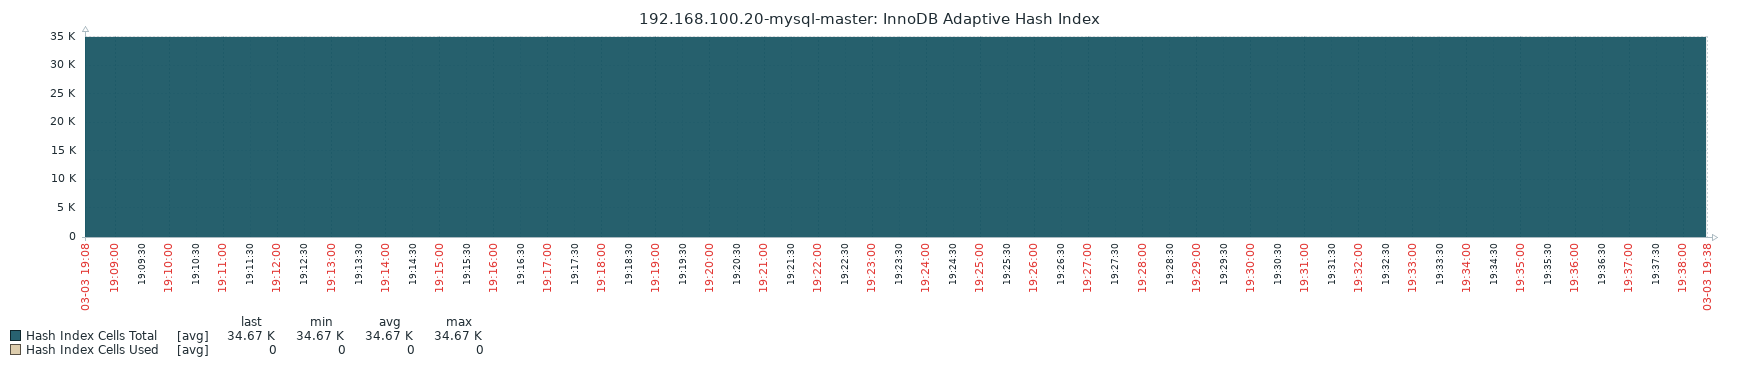 192.168.100.20-mysql-master: InnoDB Adaptive Hash Index
35 K
30 K
25 K
20 K
15 K
10 K
5 K
0
03-03 19:08 19:09:00 19:09:30 19:10:00 19:10:30 19:11:00 19:11:30 19:12:00 19:12:30 19:13:00 19:13:30 19:14:00 19:14:30 19:15:00 19:15:30 19:16:00 19:16:30 19:17:00 19:17:30 19:18:00 19:18:30 19:19:00 19:19:30 19:20:00 19:20:30 19:21:00 19:21:30 19:22:00 19:22:30 19:23:00 19:23:30 19:24:00 19:24:30 19:25:00 19:25:30 19:26:00 19:26:30 19:27:00 19:27:30 19:28:00 19:28:30 19:29:00 19:29:30 19:30:00 19:30:30 19:31:00 19:31:30 19:32:00 19:32:30 19:33:00 19:33:30 19:34:00 19:34:30 19:35:00 19:35:30 19:36:00 19:36:30 19:37:00 19:37:30 19:38:00 03-03 19:38
last min avg max
Hash Index Cells Total [avg] 34.67 K 34.67 K 34.67 K 34.67 K
Hash Index Cells Used [avg] 0 0 0 0